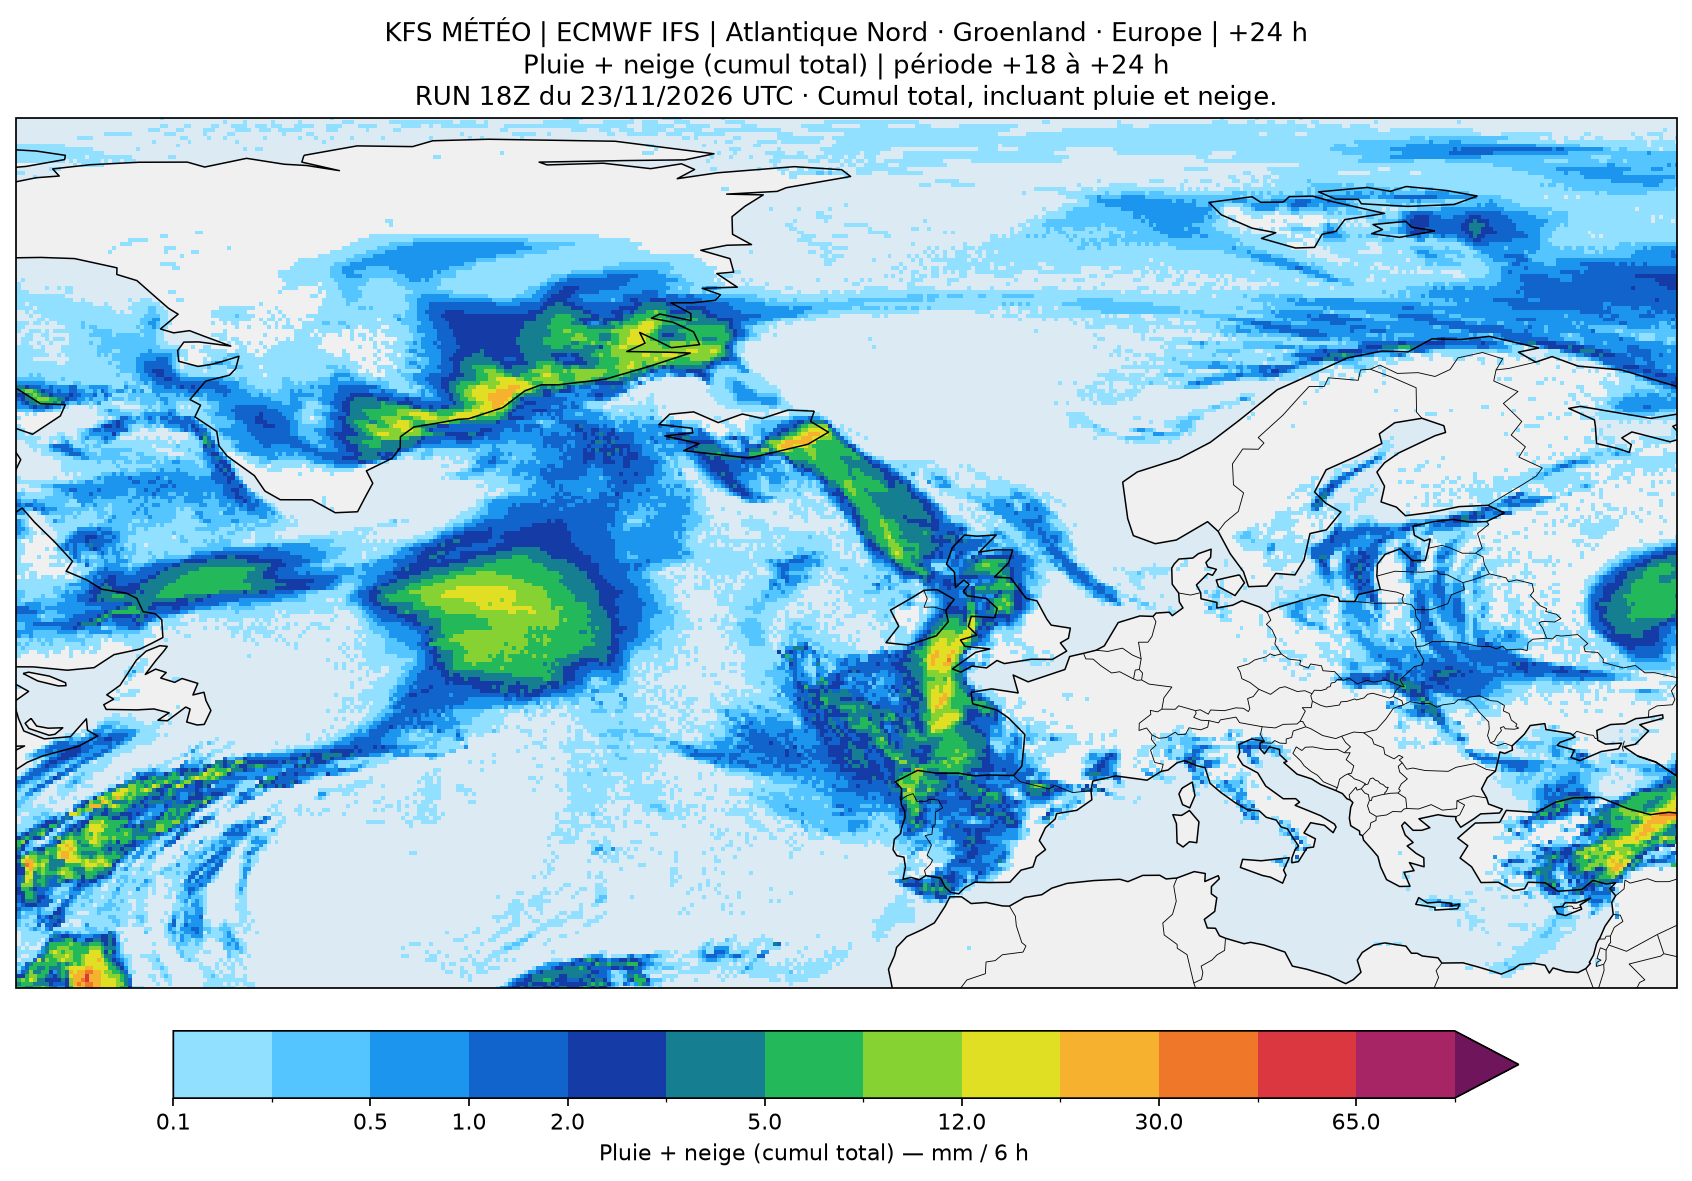 KFS MÉTÉO | ECMWF IFS | Atlantique Nord · Groenland · Europe | +24 h
Pluie + neige (cumul total) | période +18 à +24 h
RUN 18Z du 23/11/2026 UTC · Cumul total, incluant pluie et neige.
0.1 0.5 1.0 2.0 5.0 12.0 30.0 65.0
Pluie + neige (cumul total) — mm / 6 h